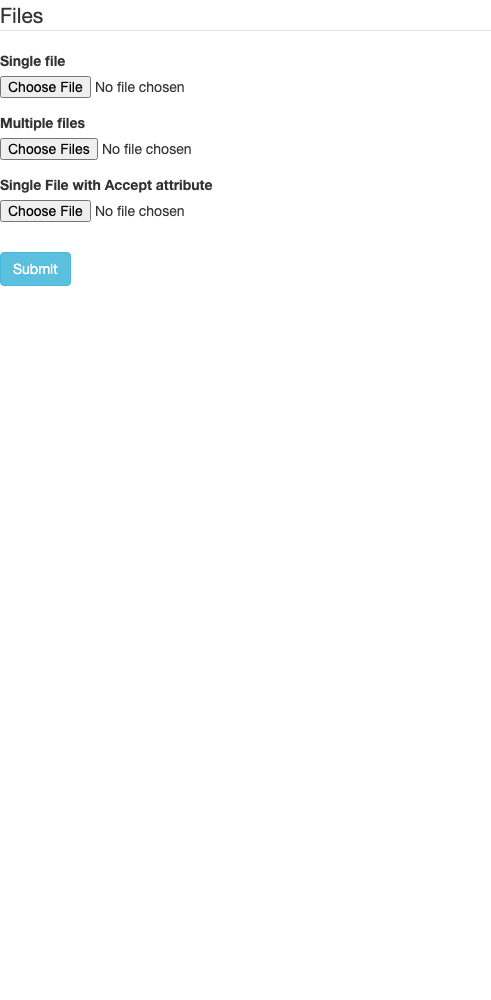 Files
Single file
Choose File No file chosen
Multiple files
Choose Files No file chosen
Single File with Accept attribute
Choose File No file chosen
Submit